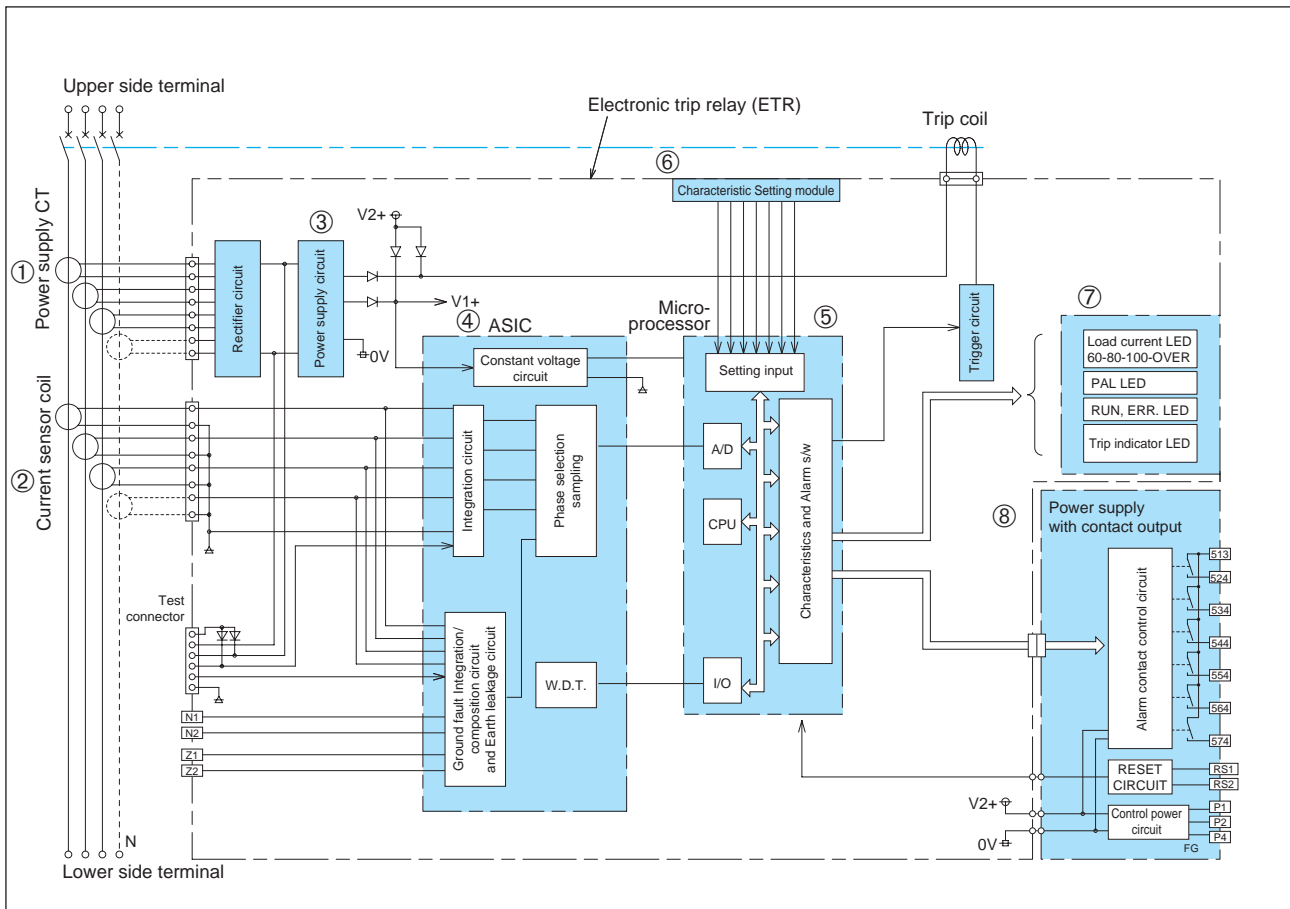 Upper side terminal
Electronic trip relay (ETR)
Trip coil
⑥
Characteristic Setting module
①
Power supply CT
Rectifier circuit
③
Power supply circuit
V2+
V1+
0V
④
ASIC
Constant voltage
circuit
Micro-
processor
⑤
Setting input
Trigger circuit
⑦
Load current LED
60-80-100-OVER
PAL LED
RUN, ERR. LED
Trip indicator LED
②
Current sensor coil
Integration circuit
Phase selection
sampling
A/D
CPU
I/O
Characteristics and Alarm s/w
Test
connector
Ground fault Integration/
composition circuit
and Earth leakage circuit
W.D.T.
N1
N2
Z1
Z2
⑧
Power supply
with contact output
Alarm contact control circuit
513
524
534
544
554
564
574
RESET
CIRCUIT
RS1
RS2
V2+
0V
Control power
circuit
P1
P2
P4
FG
N
Lower side terminal